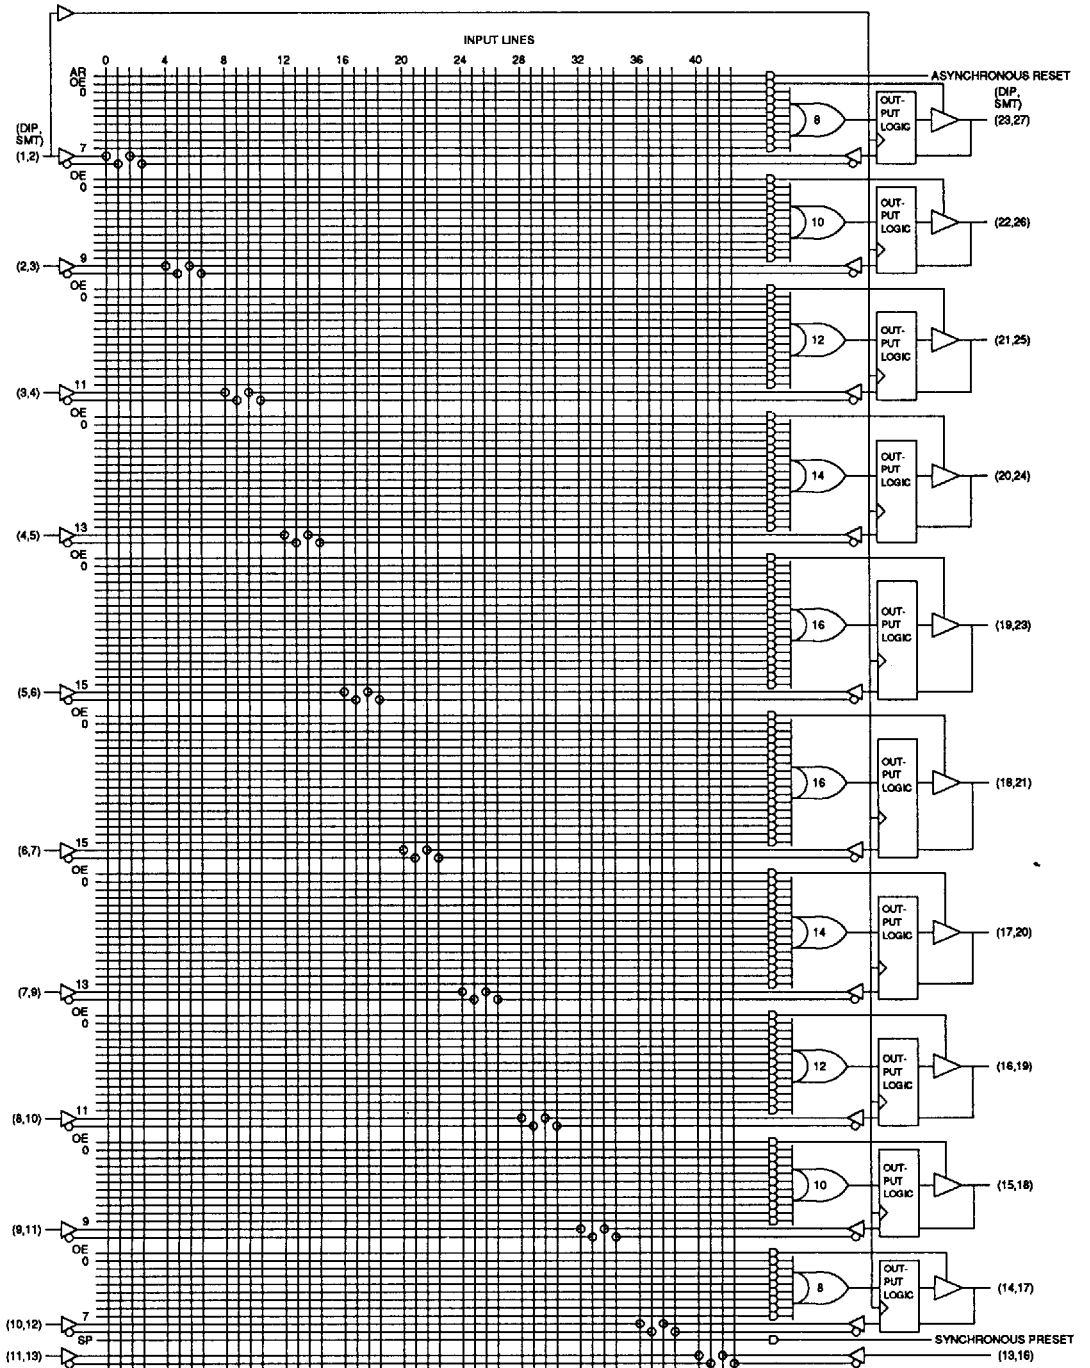 INPUT LINES
0 4 8 12 16 20 24 28 32 36 40
AR
OE
0
ASYNCHRONOUS RESET
(DIP, SMT)
(DIP, SMT)
8
OUT-
PUT
LOGIC
(23,27)
7
(1,2)
OE
0
10
OUT-
PUT
LOGIC
(22,26)
9
(2,3)
OE
0
12
OUT-
PUT
LOGIC
(21,25)
11
(3,4)
OE
0
14
OUT-
PUT
LOGIC
(20,24)
13
(4,5)
OE
0
16
OUT-
PUT
LOGIC
(19,23)
15
(5,6)
OE
0
16
OUT-
PUT
LOGIC
(18,21)
15
(6,7)
OE
0
14
OUT-
PUT
LOGIC
(17,20)
13
(7,9)
OE
0
12
OUT-
PUT
LOGIC
(16,19)
11
(8,10)
OE
0
10
OUT-
PUT
LOGIC
(15,18)
9
(9,11)
OE
0
8
OUT-
PUT
LOGIC
(14,17)
7
(10,12)
SP
SYNCHRONOUS PRESET
(11,13)
(13,16)